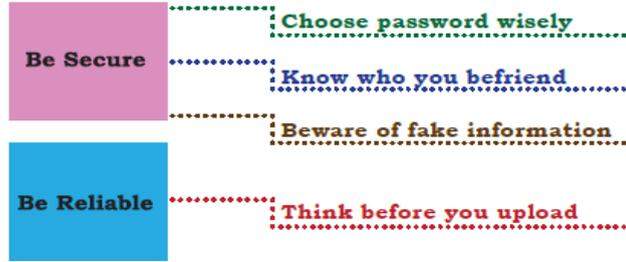 Be Secure
Choose password wisely
Know who you befriend
Beware of fake information
Be Reliable
Think before you upload